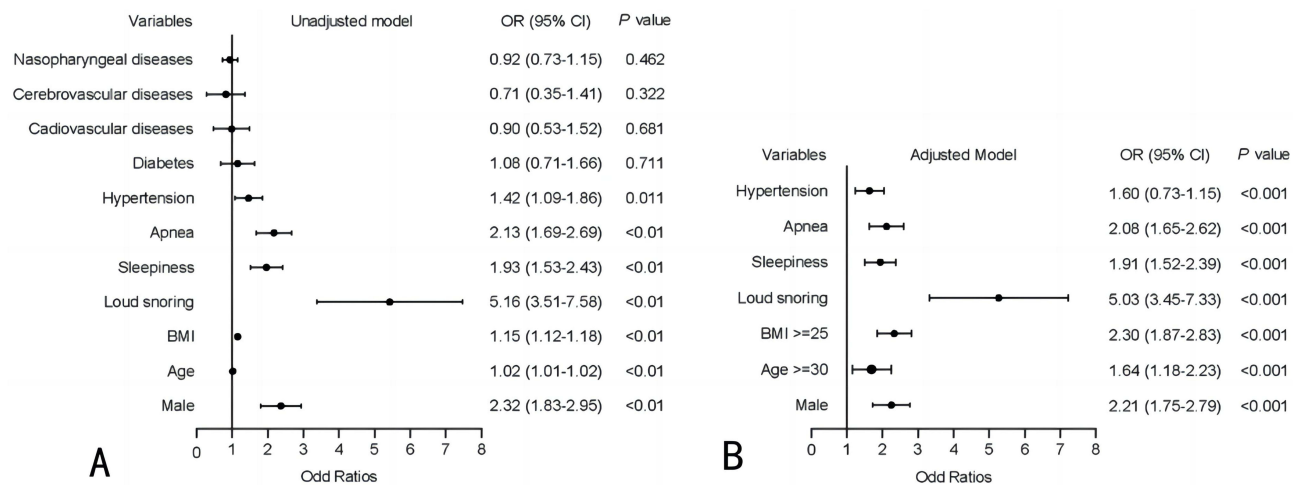 Variables Unadjusted model OR (95% CI) P value
Nasopharyngeal diseases 0.92 (0.73-1.15) 0.462
Cerebrovascular diseases 0.71 (0.35-1.41) 0.322
Cadiovascular diseases 0.90 (0.53-1.52) 0.681
Diabetes 1.08 (0.71-1.66) 0.711
Hypertension 1.42 (1.09-1.86) 0.011
Apnea 2.13 (1.69-2.69) <0.01
Sleepiness 1.93 (1.53-2.43) <0.01
Loud snoring 5.16 (3.51-7.58) <0.01
BMI 1.15 (1.12-1.18) <0.01
Age 1.02 (1.01-1.02) <0.01
Male 2.32 (1.83-2.95) <0.01
0 1 2 3 4 5 6 7 8
Odd Ratios
A
Variables Adjusted Model OR (95% CI) P value
Hypertension 1.60 (0.73-1.15) <0.001
Apnea 2.08 (1.65-2.62) <0.001
Sleepiness 1.91 (1.52-2.39) <0.001
Loud snoring 5.03 (3.45-7.33) <0.001
BMI >=25 2.30 (1.87-2.83) <0.001
Age >=30 1.64 (1.18-2.23) <0.001
Male 2.21 (1.75-2.79) <0.001
0 1 2 3 4 5 6 7 8
Odd Ratios
B